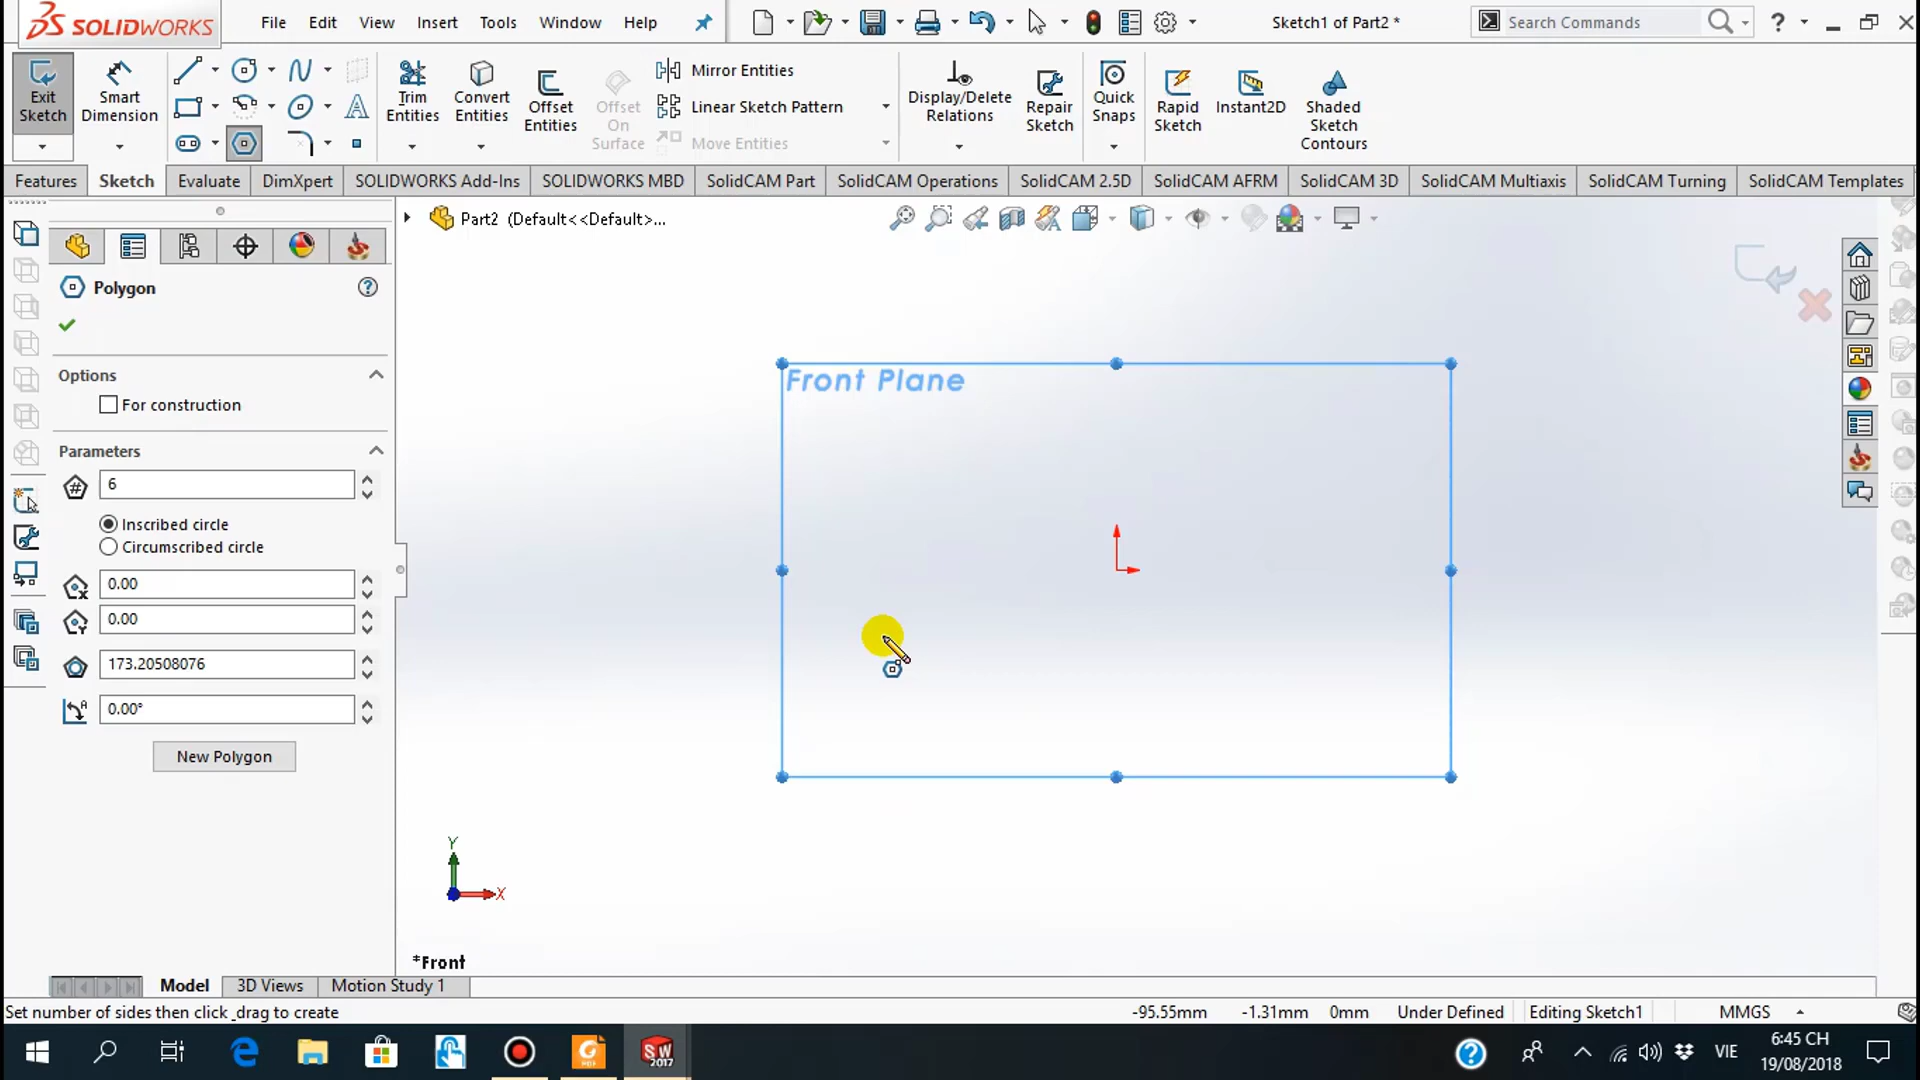 SOLIDWORKS File Edit View Insert Tools Window Help Sketch1 of Part2 * Search Commands ?
Exit Sketch
Smart Dimension
Trim Entities
Convert Entities
Offset Entities
Offset On Surface
Mirror Entities
Linear Sketch Pattern
Move Entities
Display/Delete Relations
Repair Sketch
Quick Snaps
Rapid Sketch
Instant2D
Shaded Sketch Contours
Features Sketch Evaluate DimXpert SOLIDWORKS Add-Ins SOLIDWORKS MBD SolidCAM Part SolidCAM Operations SolidCAM 2.5D SolidCAM AFRM SolidCAM 3D SolidCAM Multiaxis SolidCAM Turning SolidCAM Templates
Part2 (Default<<Default>...
Polygon
Options
For construction
Parameters
6
Inscribed circle
Circumscribed circle
0.00
0.00
173.20508076
0.00°
New Polygon
Front Plane
Y
X
*Front
Model 3D Views Motion Study 1
Set number of sides then click _drag to create -95.55mm -1.31mm 0mm Under Defined Editing Sketch1 MMGS
SW 2017
VIE
6:45 CH
19/08/2018